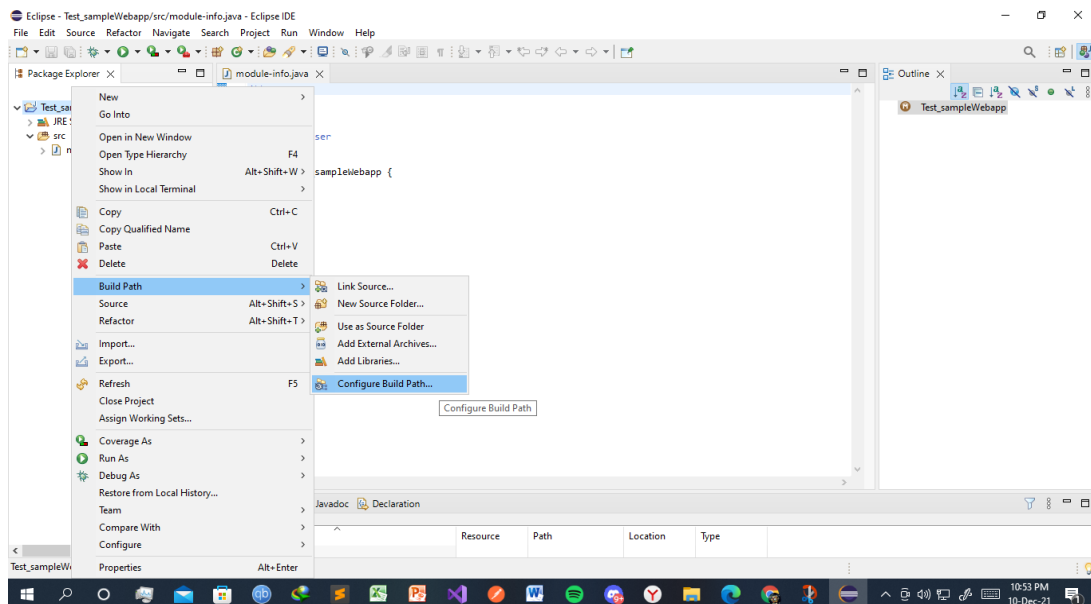 Eclipse - Test_sampleWebapp/src/module-info.java - Eclipse IDE
File Edit Source Refactor Navigate Search Project Run Window Help
Package Explorer
module-info.java
Outline
Test_sa
JRE
src
Test_sampleWebapp
ser
sampleWebapp {
New
Go Into
Open in New Window
Open Type Hierarchy F4
Show In Alt+Shift+W
Show in Local Terminal
Copy Ctrl+C
Copy Qualified Name
Paste Ctrl+V
Delete Delete
Build Path
Source Alt+Shift+S
Refactor Alt+Shift+T
Import...
Export...
Refresh F5
Close Project
Assign Working Sets...
Coverage As
Run As
Debug As
Restore from Local History...
Team
Compare With
Configure
Properties Alt+Enter
Link Source...
New Source Folder...
Use as Source Folder
Add External Archives...
Add Libraries...
Configure Build Path...
Configure Build Path
Javadoc Declaration
Resource Path Location Type
Test_sampleW
10:53 PM
10-Dec-21